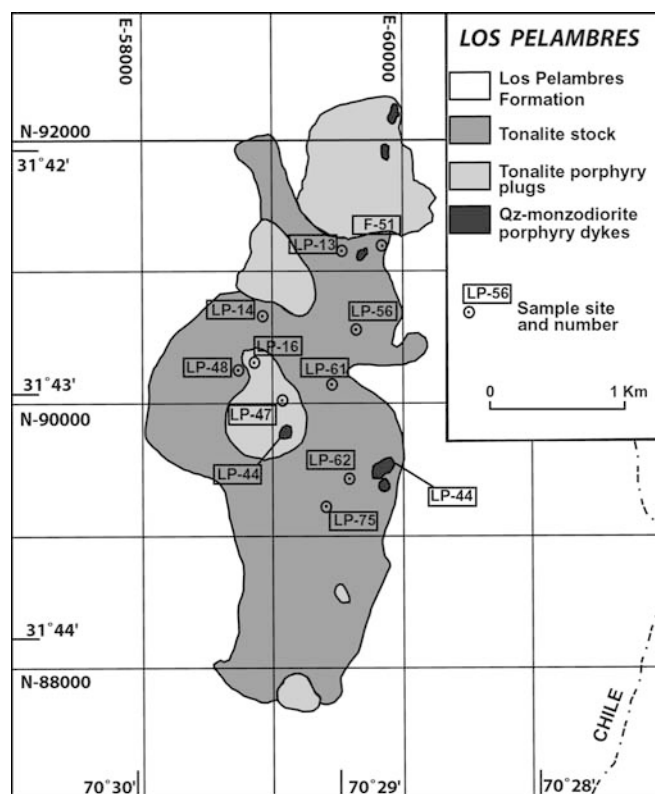 E-58000
E-60000
LOS PELAMBRES
Los Pelambres
Formation
Tonalite stock
Tonalite porphyry
plugs
Qz-monzodiorite
porphyry dykes
LP-56
Sample site
and number
0 1 Km
N-92000
31°42'
F-51
LP-13
LP-14
LP-56
LP-16
LP-48
LP-61
31°43'
N-90000
LP-47
LP-62
LP-44
LP-44
LP-75
31°44'
N-88000
CHILE
70°30' 70°29' 70°28'